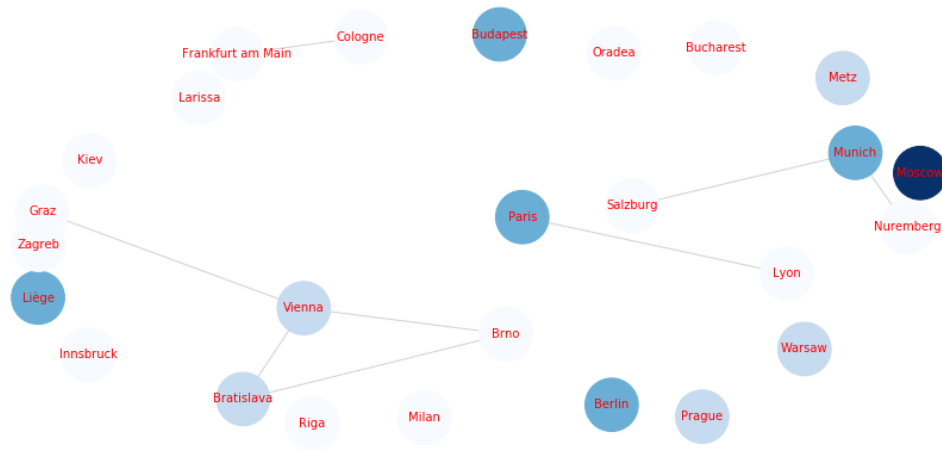 Cologne
Budapest
Frankfurt am Main
Oradea
Bucharest
Metz
Larissa
Kiev
Munich
Moscow
Graz
Salzburg
Paris
Nuremberg
Zagreb
Lyon
Liège
Vienna
Brno
Innsbruck
Warsaw
Bratislava
Berlin
Prague
Milan
Riga